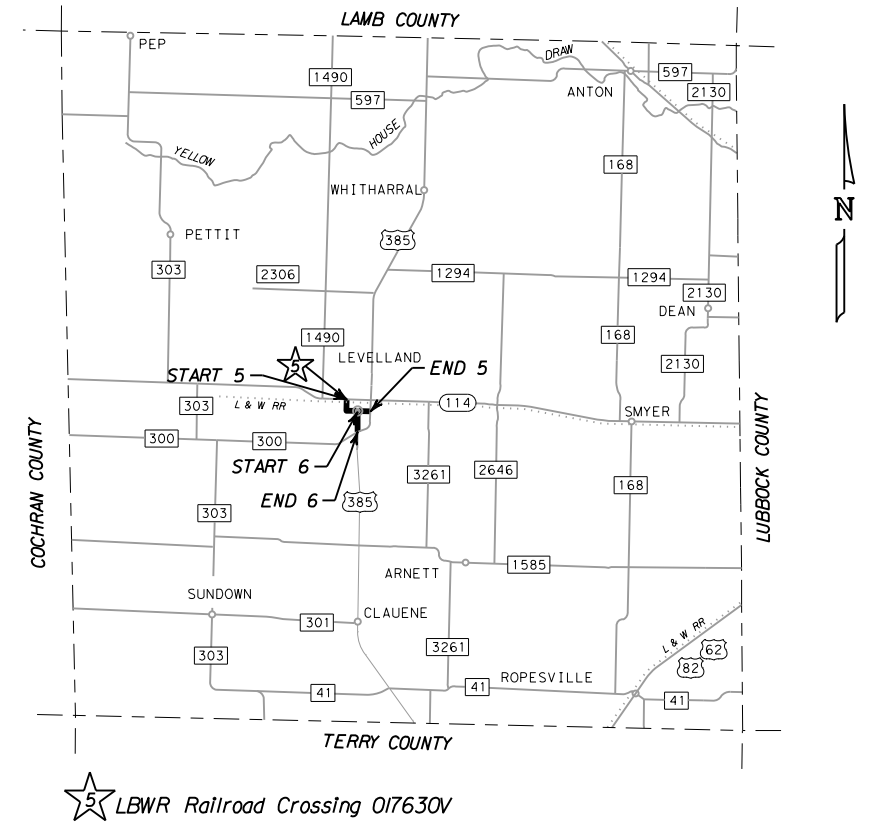 LAMB COUNTY
PEP
DRAW
1490
597
597
ANTON
2130
HOUSE
YELLOW
168
WHITHARRAL
PETTIT
385
303
2306
1294
1294
2130
DEAN
1490
168
LEVELLAND
5
START 5
END 5
2130
303
L & W RR
114
SMYER
COCHRAN COUNTY
LUBBOCK COUNTY
300
300
START 6
3261
2646
168
END 6
385
303
ARNETT
1585
SUNDOWN
301
CLAUENE
L & W RR
62
82
303
3261
ROPESVILLE
41
41
41
TERRY COUNTY
N
5 LBWR Railroad Crossing 017630V